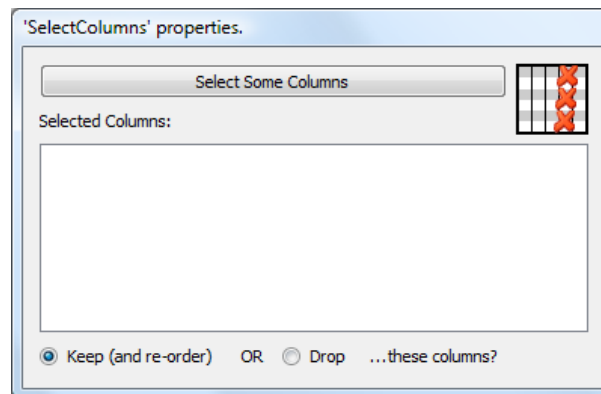 'SelectColumns' properties.
Select Some Columns
Selected Columns:
Keep (and re-order) OR Drop ...these columns?